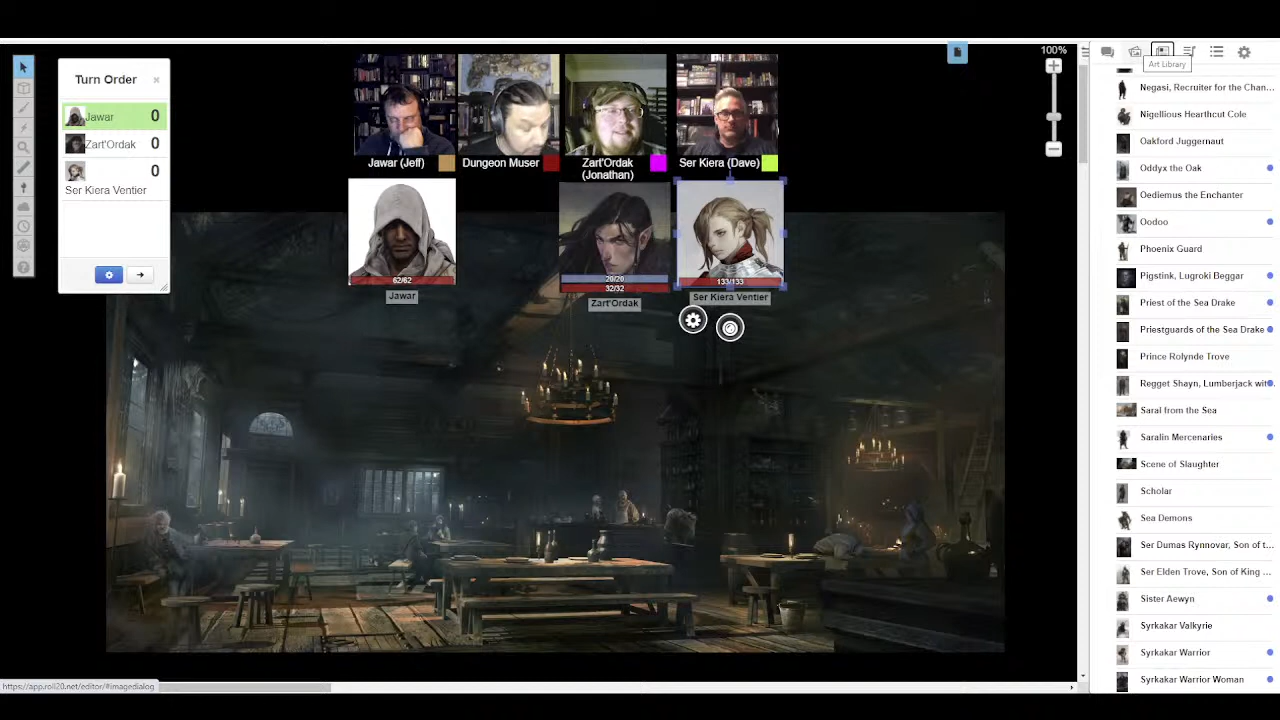 Turn Order
×
Jawar 0
Zart'Ordak 0
0
Ser Kiera Ventier
Jawar (Jeff)
Dungeon Muser
Zart'Ordak
(Jonathan)
Ser Kiera (Dave)
62/62
Jawar
20/20
32/32
Zart'Ordak
133/133
Ser Kiera Ventier
100%
Art Library
Negasi, Recruiter for the Chan...
Nigellious Hearthcut Cole
Oakford Juggernaut
Oddyx the Oak
Oediemus the Enchanter
Oodoo
Phoenix Guard
Pigstink, Lugroki Beggar
Priest of the Sea Drake
Priestguards of the Sea Drake
Prince Rolynde Trove
Regget Shayn, Lumberjack wit
Sarai from the Sea
Saralin Mercenaries
Scene of Slaughter
Scholar
Sea Demons
Ser Dumas Rynnovar, Son of t...
Ser Elden Trove, Son of King ...
Sister Aewyn
Syrkakar Valkyrie
Syrkakar Warrior
Syrkakar Warrior Woman
https://app.roll20.net/editor/#imagedialog